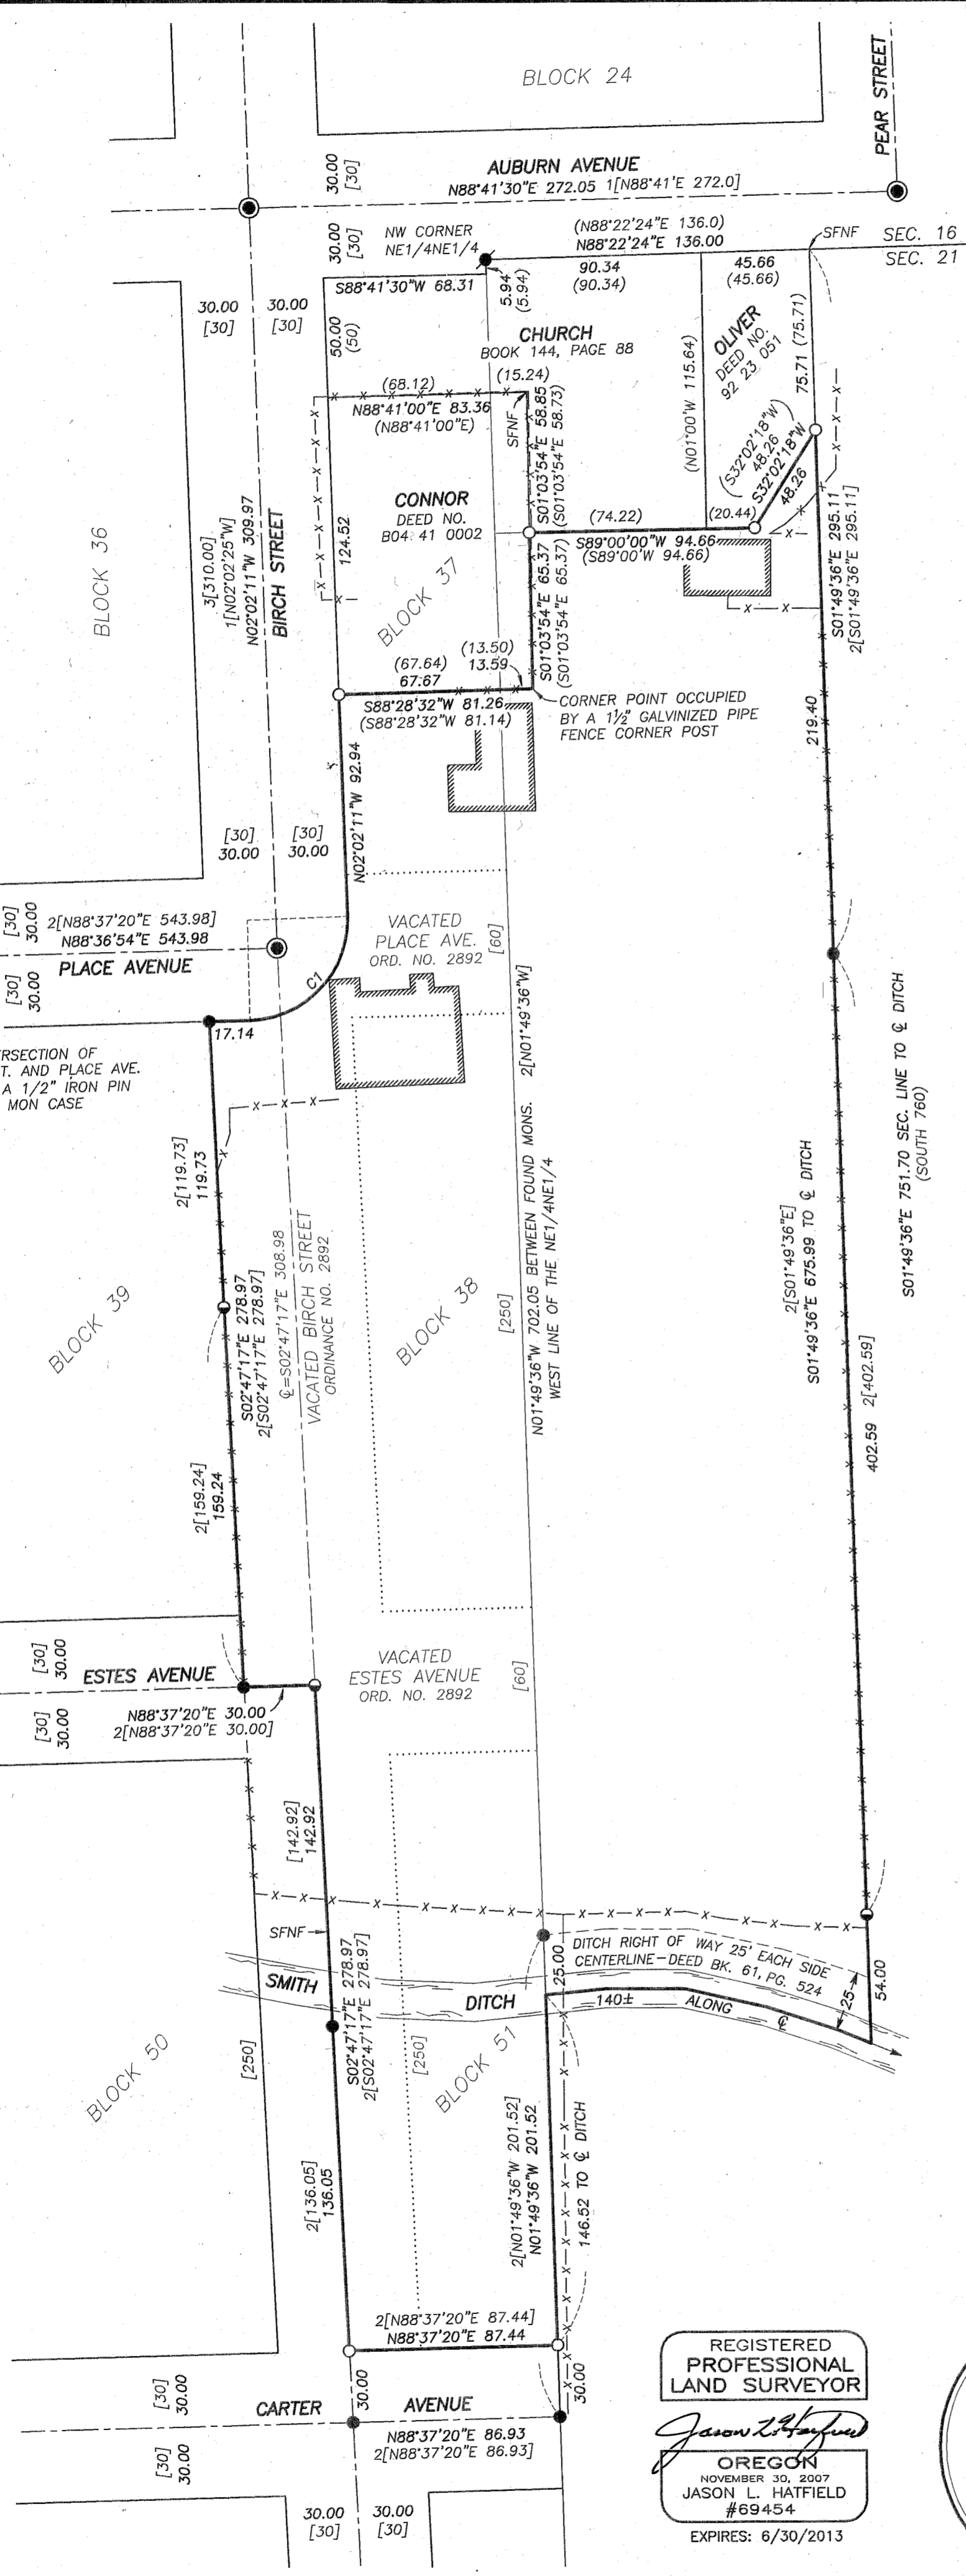 BLOCK 24
PEAR STREET
AUBURN AVENUE
N88°41'30"E 272.05 1[N88°41'E 272.0]
30.00
[30]
30.00
[30]
NW CORNER
NE1/4NE1/4
(N88°22'24"E 136.0)
N88°22'24"E 136.00
SFNF
SEC. 16
SEC. 21
S88°41'30"W 68.31
5.94
(5.94)
90.34
(90.34)
45.66
(45.66)
30.00
[30]
30.00
[30]
50.00
(50)
CHURCH
BOOK 144, PAGE 88
OLIVER
DEED NO.
92 23 051
75.71 (75.71)
(N01°00'W 115.64)
(68.12)
(15.24)
N88°41'00"E 83.36
(N88°41'00"E)
SFNF
S01°03'54"E 58.85
(S01°03'54"E 58.73)
(S32°02'18"W)
48.26
S32°02'18"W
48.26
S01°49'36"E 295.11
2[S01°49'36"E 295.11]
BLOCK 36
3[310.00]
1[N02°02'25"W]
N02°02'11"W 309.97
BIRCH STREET
124.52
CONNOR
DEED NO.
B04 41 0002
BLOCK 37
(74.22)
(20.44)
S89°00'00"W 94.66
(S89°00'W 94.66)
S01°03'54"E 65.37
(S01°03'54"E 65.37)
(67.64)
67.67
(13.50)
13.59
S88°28'32"W 81.26
(S88°28'32"W 81.14)
CORNER POINT OCCUPIED
BY A 1½" GALVINIZED PIPE
FENCE CORNER POST
219.40
N02°02'11"W 92.94
[30]
30.00
[30]
30.00
[30]
30.00
2[N88°37'20"E 543.98]
N88°36'54"E 543.98
PLACE AVENUE
[30]
30.00
C1
VACATED
PLACE AVE.
ORD. NO. 2892
[60]
17.14
RSECTION OF
T. AND PLACE AVE.
A 1/2" IRON PIN
MON CASE
2[119.73]
119.73
N01°49'36"W 702.05 BETWEEN FOUND MONS. 2[N01°49'36"W]
WEST LINE OF THE NE1/4NE1/4
S01°49'36"E 751.70 SEC. LINE TO ℄ DITCH
(SOUTH 760)
2[S01°49'36"E]
S01°49'36"E 675.99 TO ℄ DITCH
BLOCK 39
S02°47'17"E 278.97
2[S02°47'17"E 278.97]
℄=S02°47'17"E 308.98
VACATED BIRCH STREET
ORDINANCE NO. 2892
BLOCK 38
[250]
402.59 2[402.59]
2[159.24]
159.24
[30]
30.00
ESTES AVENUE
[30]
30.00
VACATED
ESTES AVENUE
ORD. NO. 2892
[60]
N88°37'20"E 30.00
2[N88°37'20"E 30.00]
[142.92]
142.92
SFNF
SMITH
DITCH
DITCH RIGHT OF WAY 25' EACH SIDE
CENTERLINE-DEED BK. 61, PG. 524
25.00
140±
ALONG
℄
25
54.00
BLOCK 50
[250]
S02°47'17"E 278.97
2[S02°47'17"E 278.97]
[250]
BLOCK 51
2[N01°49'36"W 201.52]
N01°49'36"W 201.52
146.52 TO ℄ DITCH
2[136.05]
136.05
2[N88°37'20"E 87.44]
N88°37'20"E 87.44
[30]
30.00
CARTER
30.00
AVENUE
30.00
N88°37'20"E 86.93
2[N88°37'20"E 86.93]
[30]
30.00
30.00
[30]
30.00
[30]
REGISTERED
PROFESSIONAL
LAND SURVEYOR
Jason L. Hatfield
OREGON
NOVEMBER 30, 2007
JASON L. HATFIELD
#69454
EXPIRES: 6/30/2013